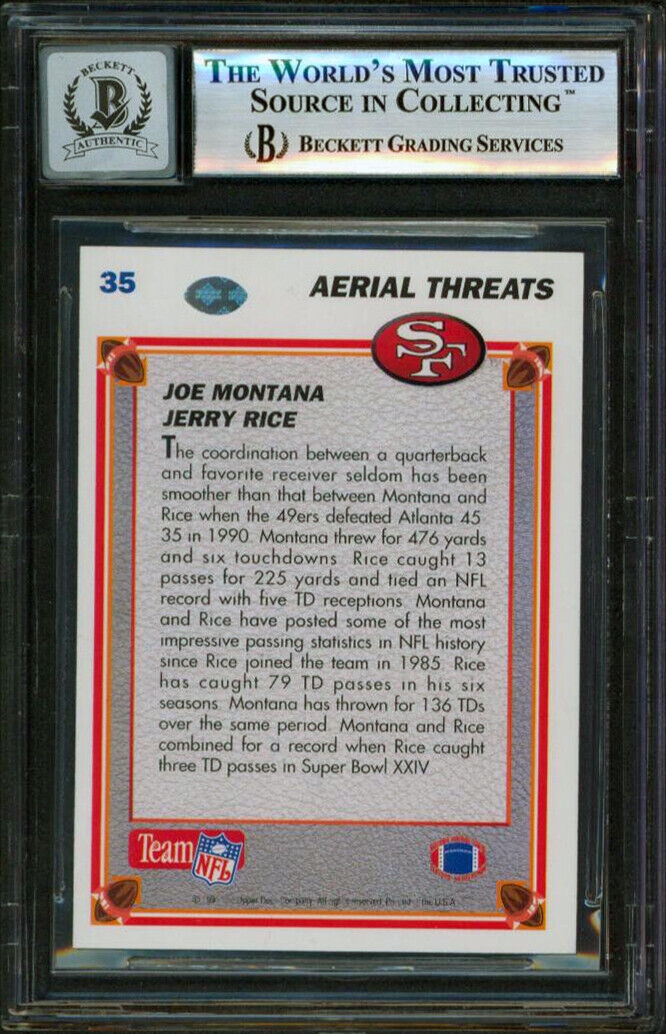 BECKETT
B
AUTHENTIC
THE WORLD'S MOST TRUSTED
SOURCE IN COLLECTING™
B BECKETT GRADING SERVICES
35
AERIAL THREATS
SF
JOE MONTANA
JERRY RICE
The coordination between a quarterback
and favorite receiver seldom has been
smoother than that between Montana and
Rice when the 49ers defeated Atlanta 45
35 in 1990. Montana threw for 476 yards
and six touchdowns. Rice caught 13
passes for 225 yards and tied an NFL
record with five TD receptions. Montana
and Rice have posted some of the most
impressive passing statistics in NFL history
since Rice joined the team in 1985. Rice
has caught 79 TD passes in his six
seasons. Montana has thrown for 136 TDs
over the same period. Montana and Rice
combined for a record when Rice caught
three TD passes in Super Bowl XXIV
Team NFL
© Upper Company All reserved the U.S.A.